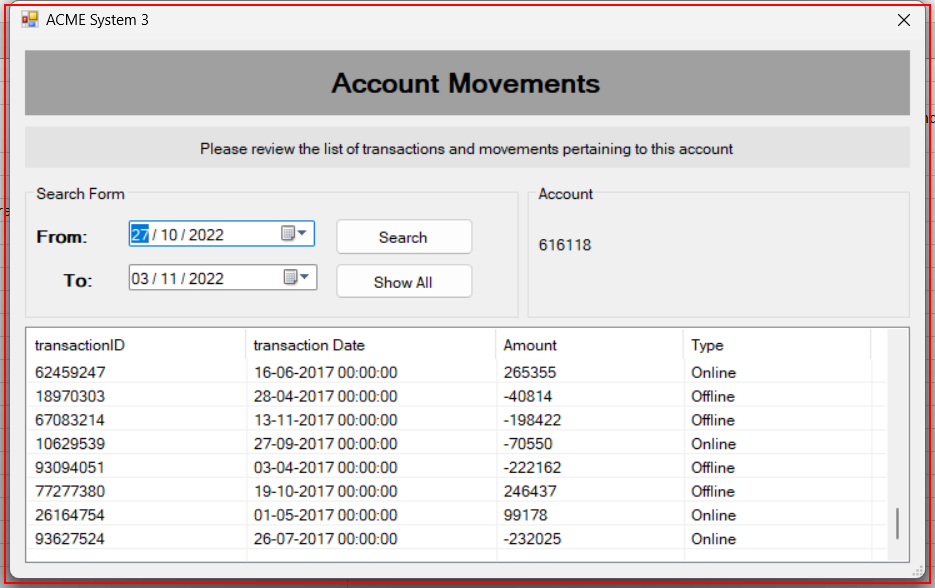 ACME System 3
Account Movements
Please review the list of transactions and movements pertaining to this account
Search Form
From: 27 / 10 / 2022 Search
To: 03 / 11 / 2022 Show All
Account
616118
transactionID transaction Date Amount Type
62459247 16-06-2017 00:00:00 265355 Online
18970303 28-04-2017 00:00:00 -40814 Offline
67083214 13-11-2017 00:00:00 -198422 Offline
10629539 27-09-2017 00:00:00 -70550 Online
93094051 03-04-2017 00:00:00 -222162 Offline
77277380 19-10-2017 00:00:00 246437 Offline
26164754 01-05-2017 00:00:00 99178 Online
93627524 26-07-2017 00:00:00 -232025 Online